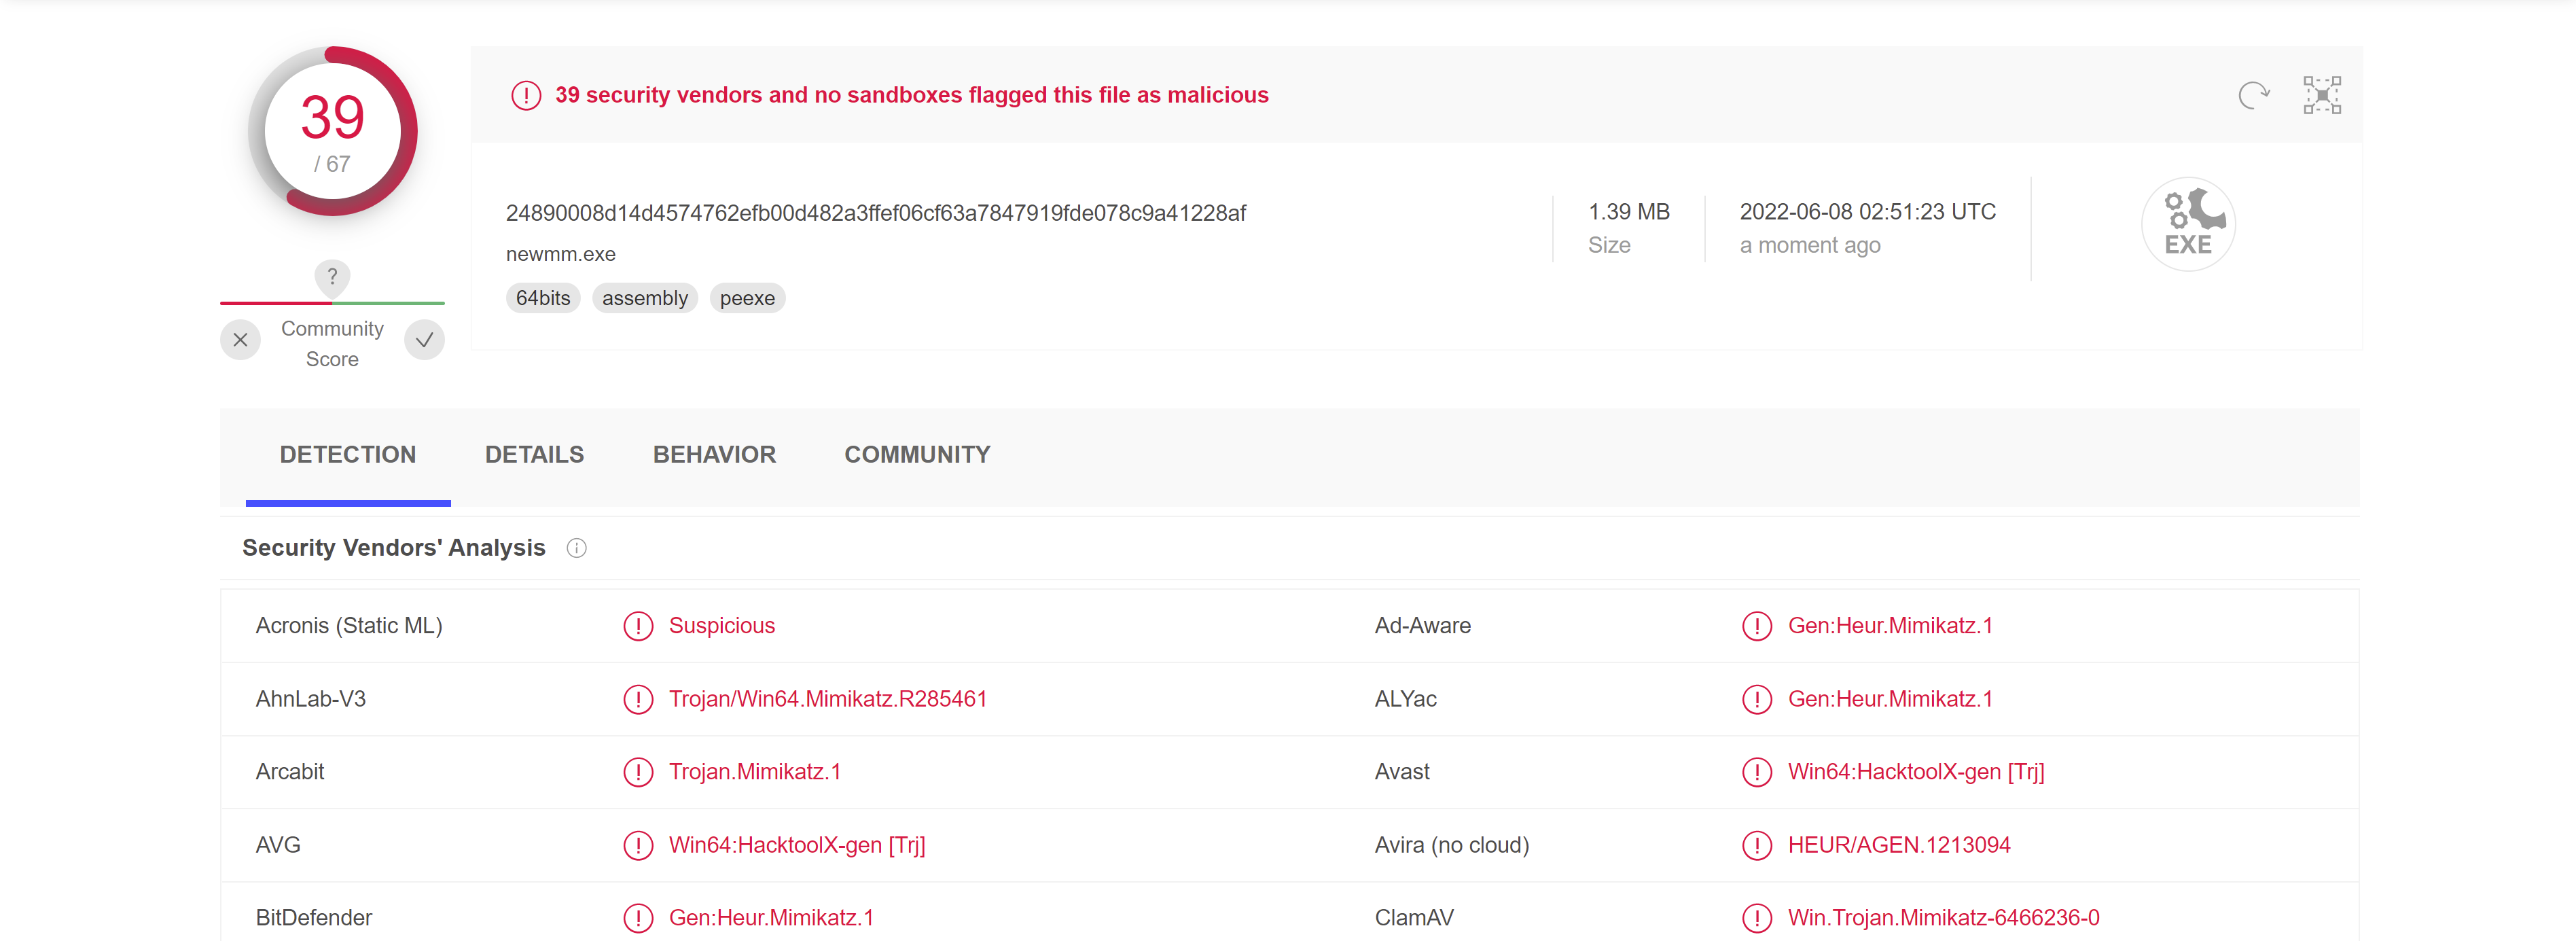 39
/ 67
39 security vendors and no sandboxes flagged this file as malicious
24890008d14d4574762efb00d482a3ffef06cf63a7847919fde078c9a41228af
newmm.exe
64bits assembly peexe
1.39 MB
Size
2022-06-08 02:51:23 UTC
a moment ago
EXE
?
Community
Score
DETECTION DETAILS BEHAVIOR COMMUNITY
Security Vendors' Analysis
Acronis (Static ML) Suspicious Ad-Aware Gen:Heur.Mimikatz.1
AhnLab-V3 Trojan/Win64.Mimikatz.R285461 ALYac Gen:Heur.Mimikatz.1
Arcabit Trojan.Mimikatz.1 Avast Win64:HacktoolX-gen [Trj]
AVG Win64:HacktoolX-gen [Trj] Avira (no cloud) HEUR/AGEN.1213094
BitDefender Gen:Heur.Mimikatz.1 ClamAV Win.Trojan.Mimikatz-6466236-0